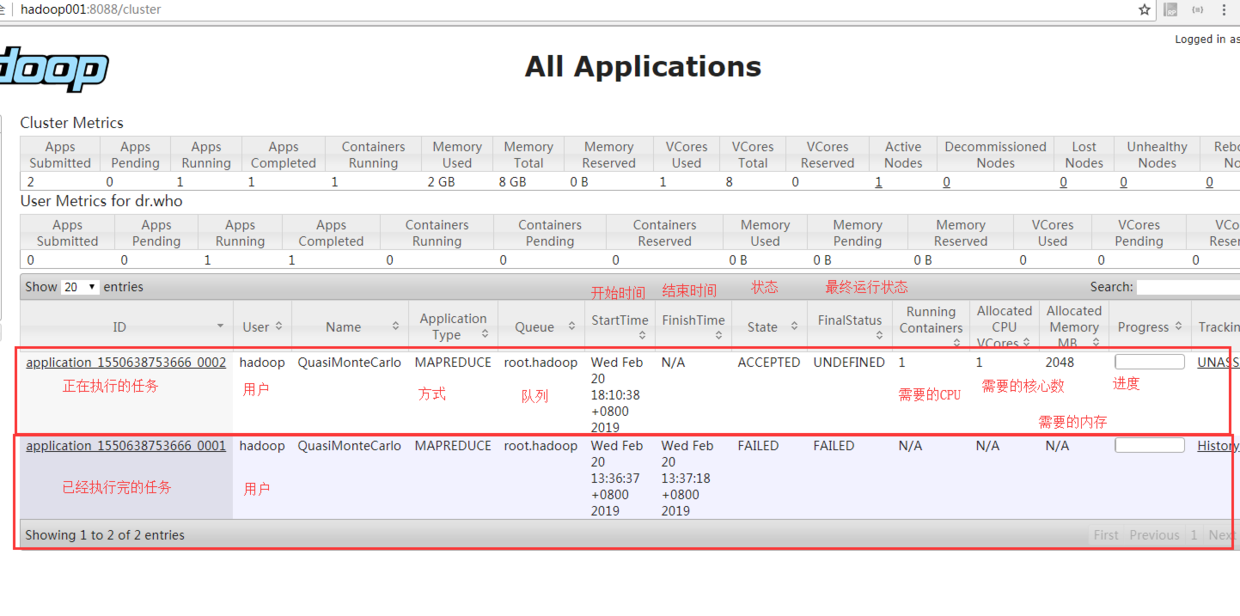 hadoop001:8088/cluster
Logged in as
doop
All Applications
Cluster Metrics
Apps Submitted Apps Pending Apps Running Apps Completed Containers Running Memory Used Memory Total Memory Reserved VCores Used VCores Total VCores Reserved Active Nodes Decommissioned Nodes Lost Nodes Unhealthy Nodes
2 0 1 1 1 2 GB 8 GB 0 B 1 8 0 1 0 0 0 0
User Metrics for dr.who
Apps Submitted Apps Pending Apps Running Apps Completed Containers Running Containers Pending Containers Reserved Memory Used Memory Pending Memory Reserved VCores Used VCores Pending
0 0 1 1 0 0 0 0 B 0 B 0 B 0 0 0
Show 20 entries Search:
开始时间 结束时间 状态 最终运行状态
ID User Name Application Type Queue StartTime FinishTime State FinalStatus Running Containers Allocated CPU VCores Allocated Memory MB Progress
application_1550638753666_0002 hadoop QuasiMonteCarlo MAPREDUCE root.hadoop Wed Feb N/A ACCEPTED UNDEFINED 1 1 2048 UNASS
20
18:10:38
+0800
2019
正在执行的任务 用户 方式 队列 需要的CPU 需要的核心数 进度
需要的内存
application_1550638753666_0001 hadoop QuasiMonteCarlo MAPREDUCE root.hadoop Wed Feb Wed Feb FAILED FAILED N/A N/A N/A History
20 20
13:36:37 13:37:18
+0800 +0800
2019 2019
已经执行完的任务 用户
Showing 1 to 2 of 2 entries First Previous 1 Next